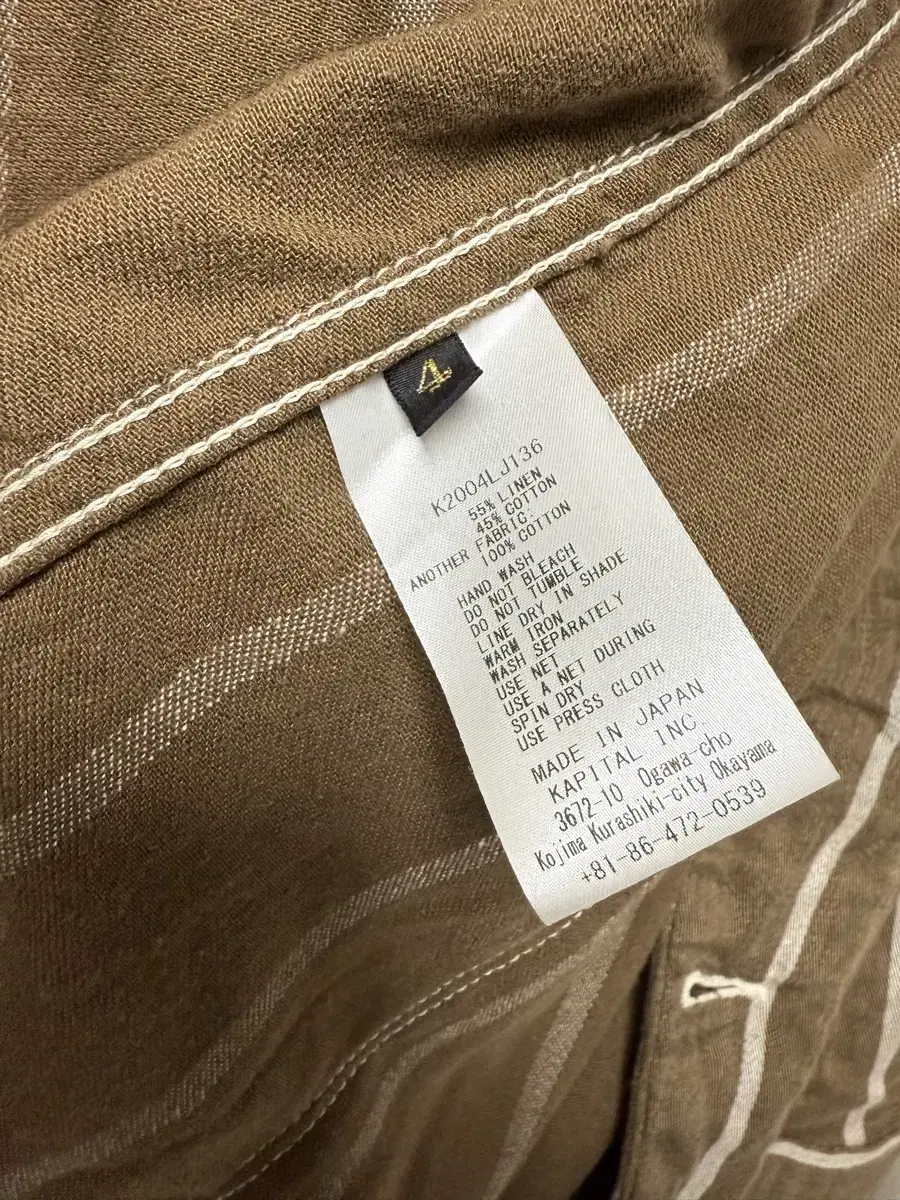 4
K2004LJ136
55% LINEN
45% COTTON
ANOTHER FABRIC
100% COTTON
HAND WASH
DO NOT BLEACH
DO NOT TUMBLE
LINE DRY IN SHADE
WARM IRON
WASH SEPARATELY
USE NET
USE A NET DURING
SPIN DRY
USE PRESS CLOTH
MADE IN JAPAN
KAPITAL INC.
3672-10 Ogawa-cho
Kojima Kurashiki-city Okayama
+81-86-472-0539